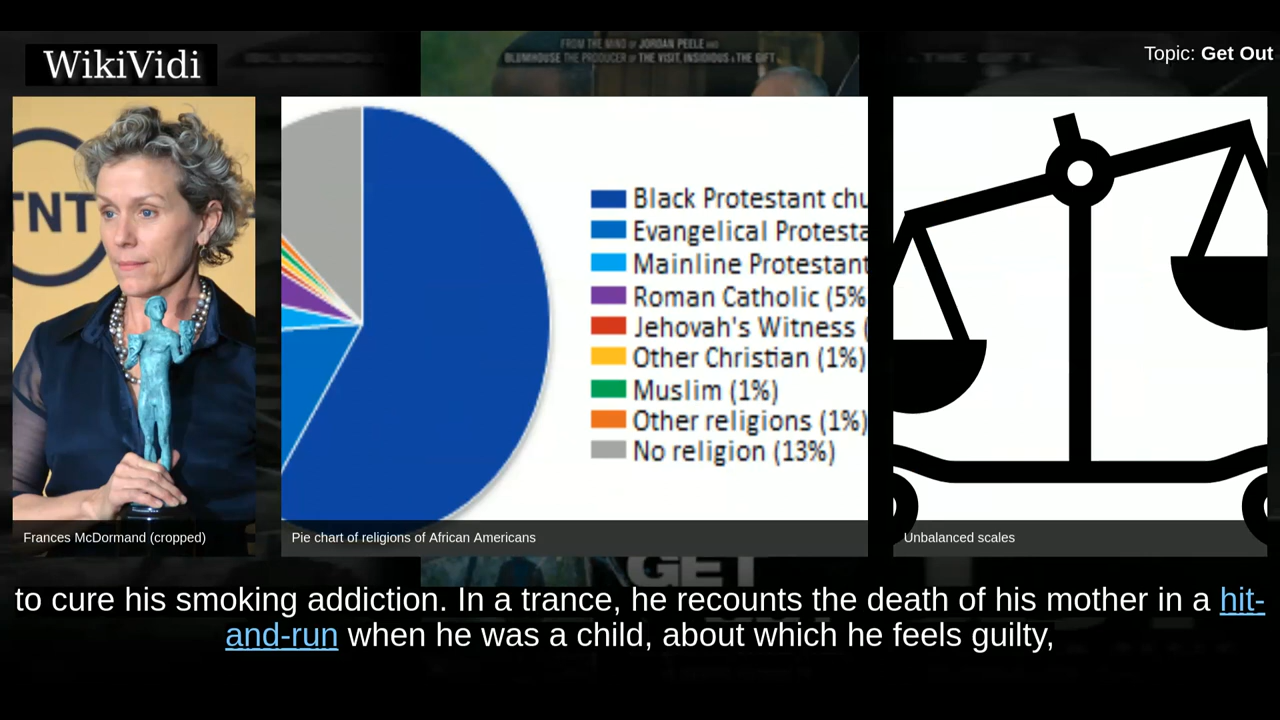 FROM THE MIND OF JORDAN PEELE AND
BLUMHOUSE THE PRODUCER OF THE VISIT, INSIDIOUS & THE GIFT
WikiVidi
Topic: Get Out
TNT
Black Protestant chu
Evangelical Protesta
Mainline Protestant
Roman Catholic (5%
Jehovah's Witness (
Other Christian (1%)
Muslim (1%)
Other religions (1%)
No religion (13%)
Frances McDormand (cropped)
Pie chart of religions of African Americans
Unbalanced scales
GET
to cure his smoking addiction. In a trance, he recounts the death of his mother in a hit-
and-run when he was a child, about which he feels guilty,